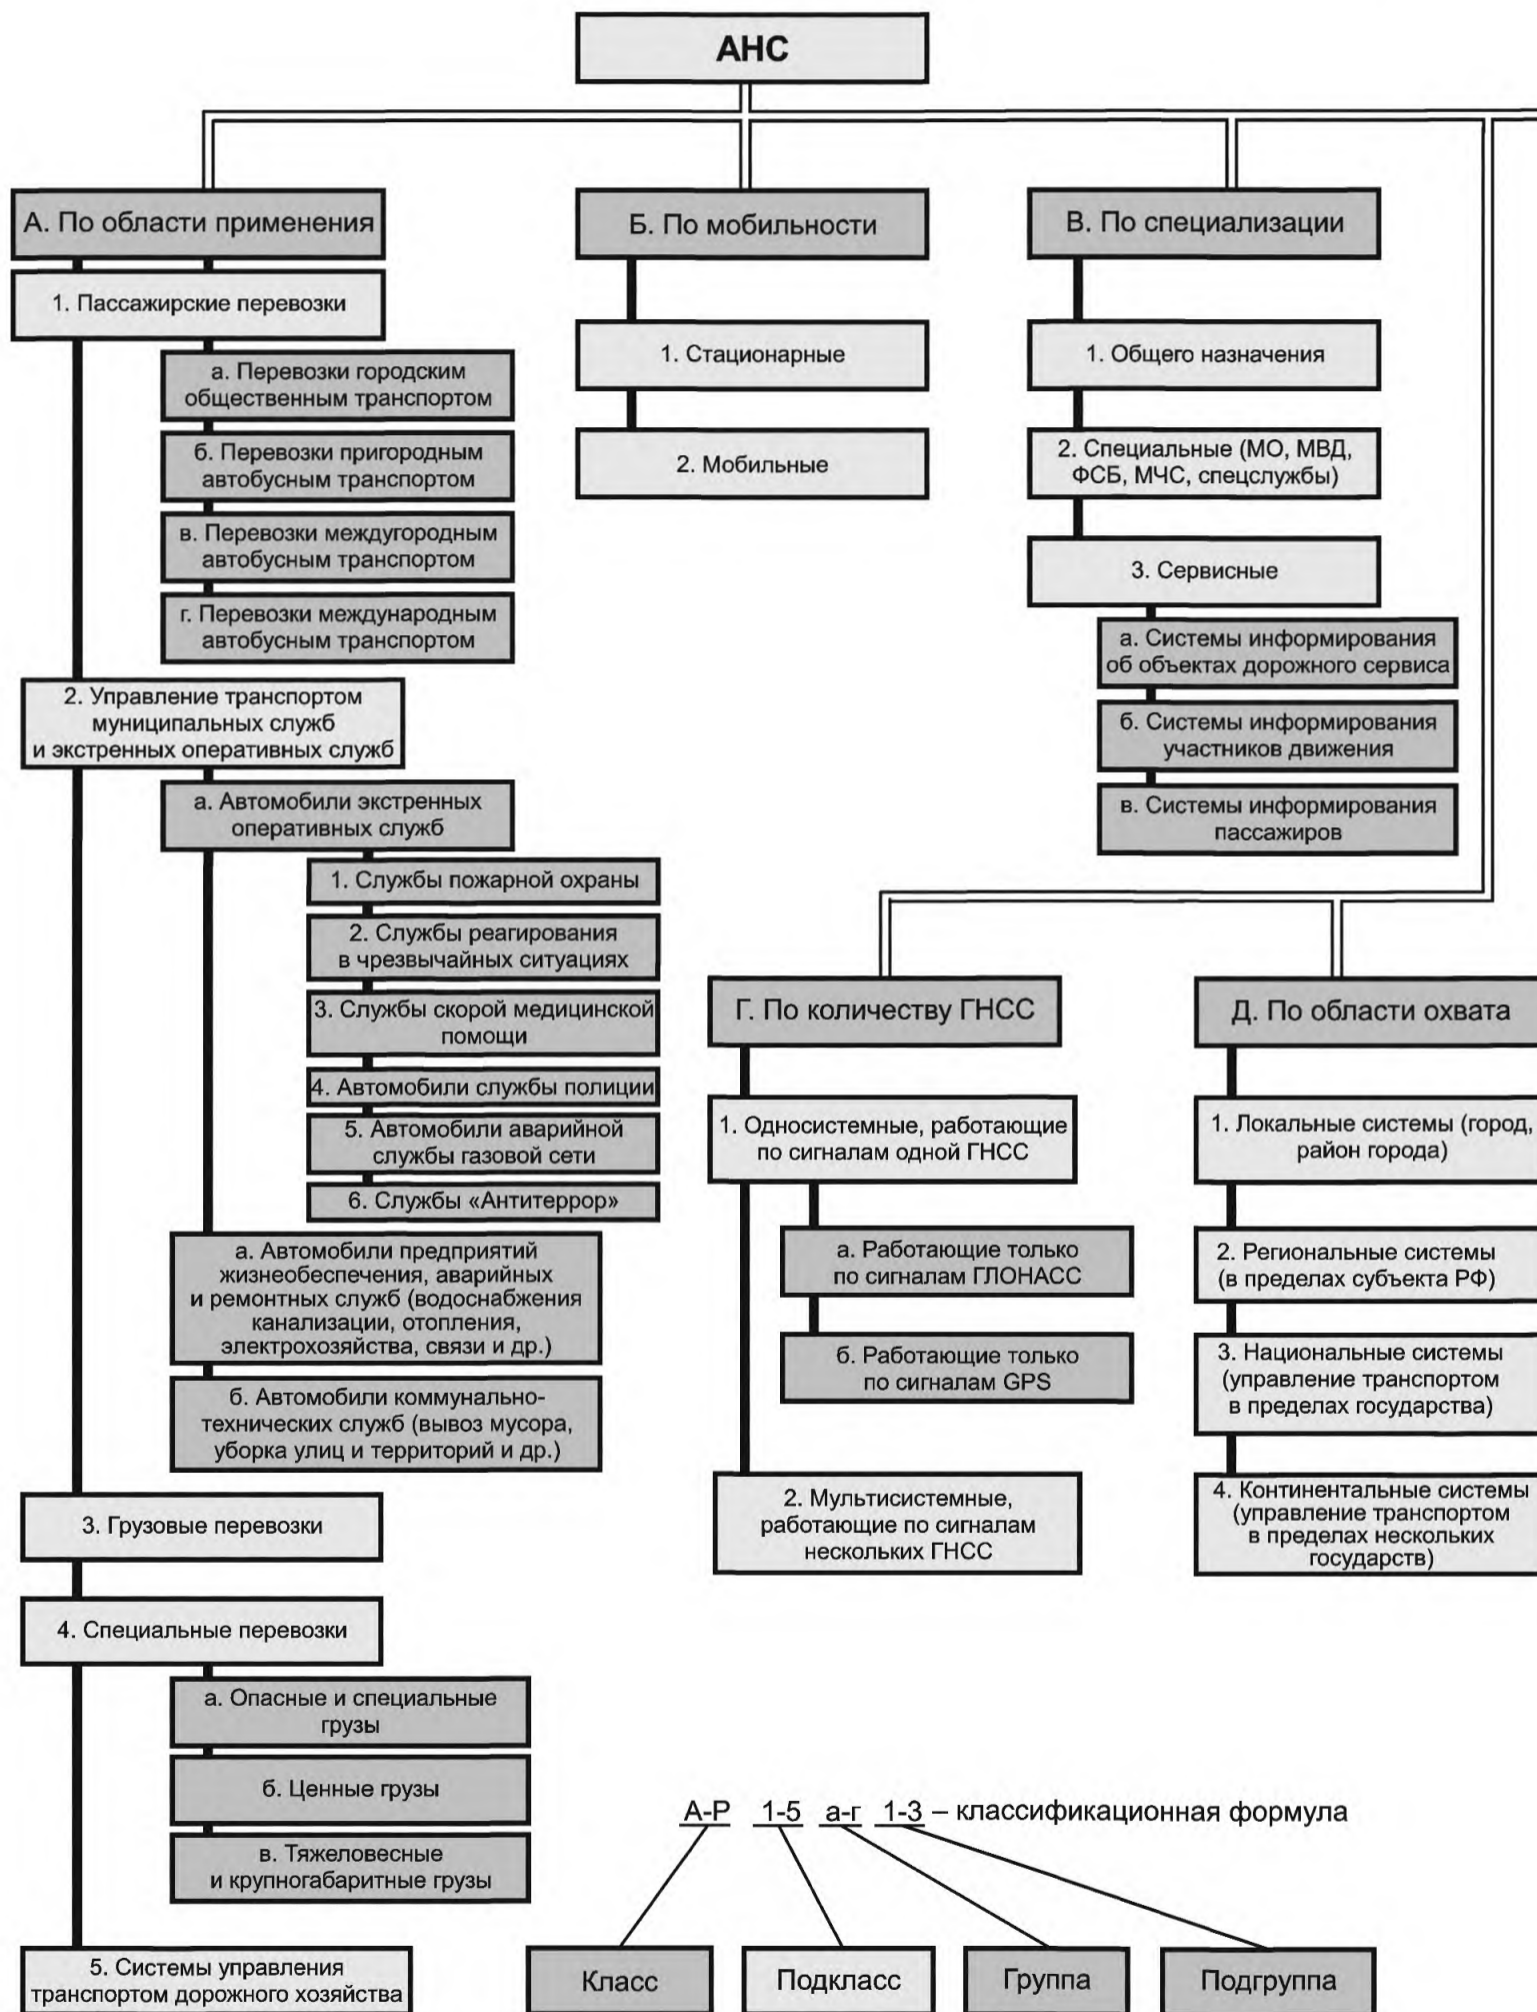 АНС
А. По области применения
1. Пассажирские перевозки
а. Перевозки городским
общественным транспортом
б. Перевозки пригородным
автобусным транспортом
в. Перевозки междугородным
автобусным транспортом
г. Перевозки международным
автобусным транспортом
2. Управление транспортом
муниципальных служб
и экстренных оперативных служб
а. Автомобили экстренных
оперативных служб
1. Службы пожарной охраны
2. Службы реагирования
в чрезвычайных ситуациях
3. Службы скорой медицинской
помощи
4. Автомобили службы полиции
5. Автомобили аварийной
службы газовой сети
6. Службы «Антитеррор»
а. Автомобили предприятий
жизнеобеспечения, аварийных
и ремонтных служб (водоснабжения
канализации, отопления,
электрохозяйства, связи и др.)
б. Автомобили коммунально-
технических служб (вывоз мусора,
уборка улиц и территорий и др.)
3. Грузовые перевозки
4. Специальные перевозки
а. Опасные и специальные
грузы
б. Ценные грузы
в. Тяжеловесные
и крупногабаритные грузы
5. Системы управления
транспортом дорожного хозяйства
Б. По мобильности
1. Стационарные
2. Мобильные
В. По специализации
1. Общего назначения
2. Специальные (МО, МВД,
ФСБ, МЧС, спецслужбы)
3. Сервисные
а. Системы информирования
об объектах дорожного сервиса
б. Системы информирования
участников движения
в. Системы информирования
пассажиров
Г. По количеству ГНСС
1. Односистемные, работающие
по сигналам одной ГНСС
а. Работающие только
по сигналам ГЛОНАСС
б. Работающие только
по сигналам GPS
2. Мультисистемные,
работающие по сигналам
нескольких ГНСС
Д. По области охвата
1. Локальные системы (город,
район города)
2. Региональные системы
(в пределах субъекта РФ)
3. Национальные системы
(управление транспортом
в пределах государства)
4. Континентальные системы
(управление транспортом
в пределах нескольких
государств)
А-Р 1-5 а-г 1-3 – классификационная формула
Класс
Подкласс
Группа
Подгруппа